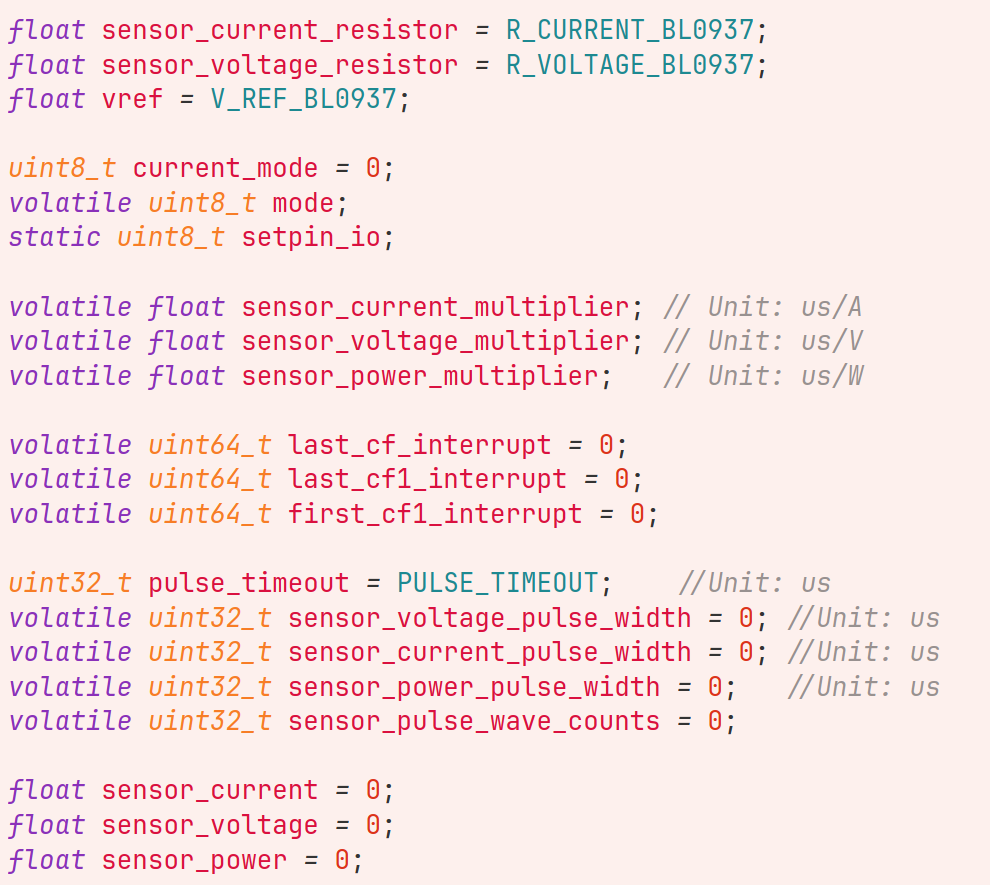 float sensor_current_resistor = R_CURRENT_BL0937;
float sensor_voltage_resistor = R_VOLTAGE_BL0937;
float vref = V_REF_BL0937;
uint8_t current_mode = 0;
volatile uint8_t mode;
static uint8_t setpin_io;
volatile float sensor_current_multiplier; // Unit: us/A
volatile float sensor_voltage_multiplier; // Unit: us/V
volatile float sensor_power_multiplier;   // Unit: us/W
volatile uint64_t last_cf_interrupt = 0;
volatile uint64_t last_cf1_interrupt = 0;
volatile uint64_t first_cf1_interrupt = 0;
uint32_t pulse_timeout = PULSE_TIMEOUT;    //Unit: us
volatile uint32_t sensor_voltage_pulse_width = 0; //Unit: us
volatile uint32_t sensor_current_pulse_width = 0; //Unit: us
volatile uint32_t sensor_power_pulse_width = 0;   //Unit: us
volatile uint32_t sensor_pulse_wave_counts = 0;
float sensor_current = 0;
float sensor_voltage = 0;
float sensor_power = 0;